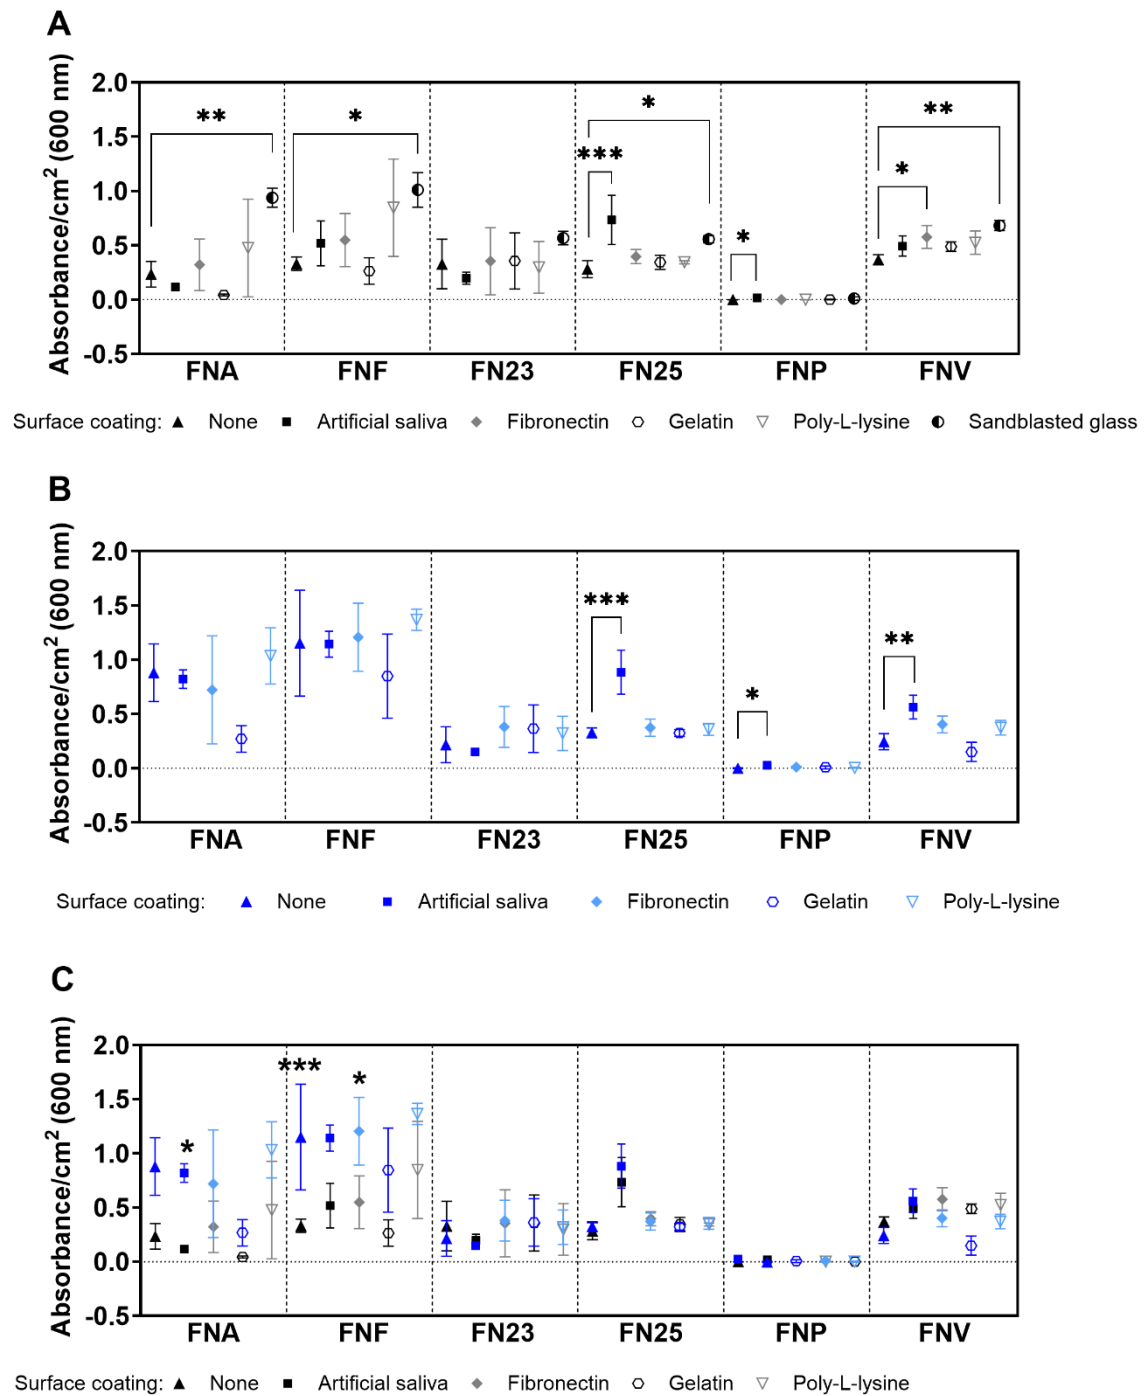 A
Absorbance/cm² (600 nm)
2.0
1.5
1.0
0.5
0.0
-0.5
** * *** * * * **
FNA FNF FN23 FN25 FNP FNV
Surface coating: None Artificial saliva Fibronectin Gelatin Poly-L-lysine Sandblasted glass
B
Absorbance/cm² (600 nm)
2.0
1.5
1.0
0.5
0.0
-0.5
*** * **
FNA FNF FN23 FN25 FNP FNV
Surface coating: None Artificial saliva Fibronectin Gelatin Poly-L-lysine
C
Absorbance/cm² (600 nm)
2.0
1.5
1.0
0.5
0.0
-0.5
* *** *
FNA FNF FN23 FN25 FNP FNV
Surface coating: None Artificial saliva Fibronectin Gelatin Poly-L-lysine